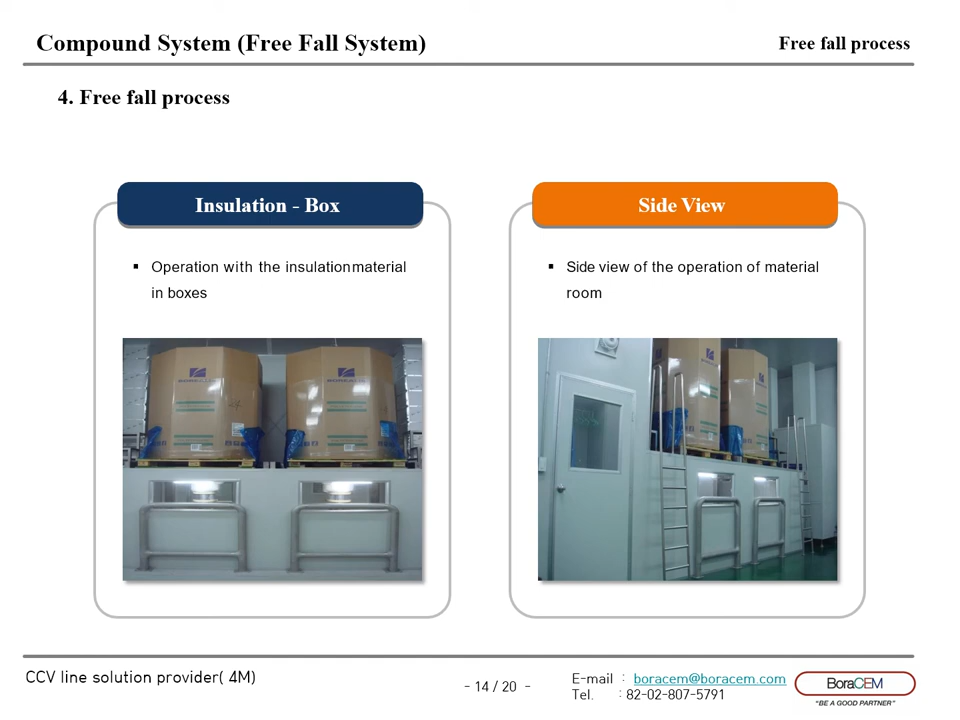 Compound System (Free Fall System)
Free fall process
4. Free fall process
Insulation - Box
▪ Operation with the insulation material
in boxes
Side View
▪ Side view of the operation of material
room
CCV line solution provider( 4M)
- 14 / 20 -
E-mail : boracem@boracem.com
Tel. : 82-02-807-5791
BoraCEM
"BE A GOOD PARTNER"